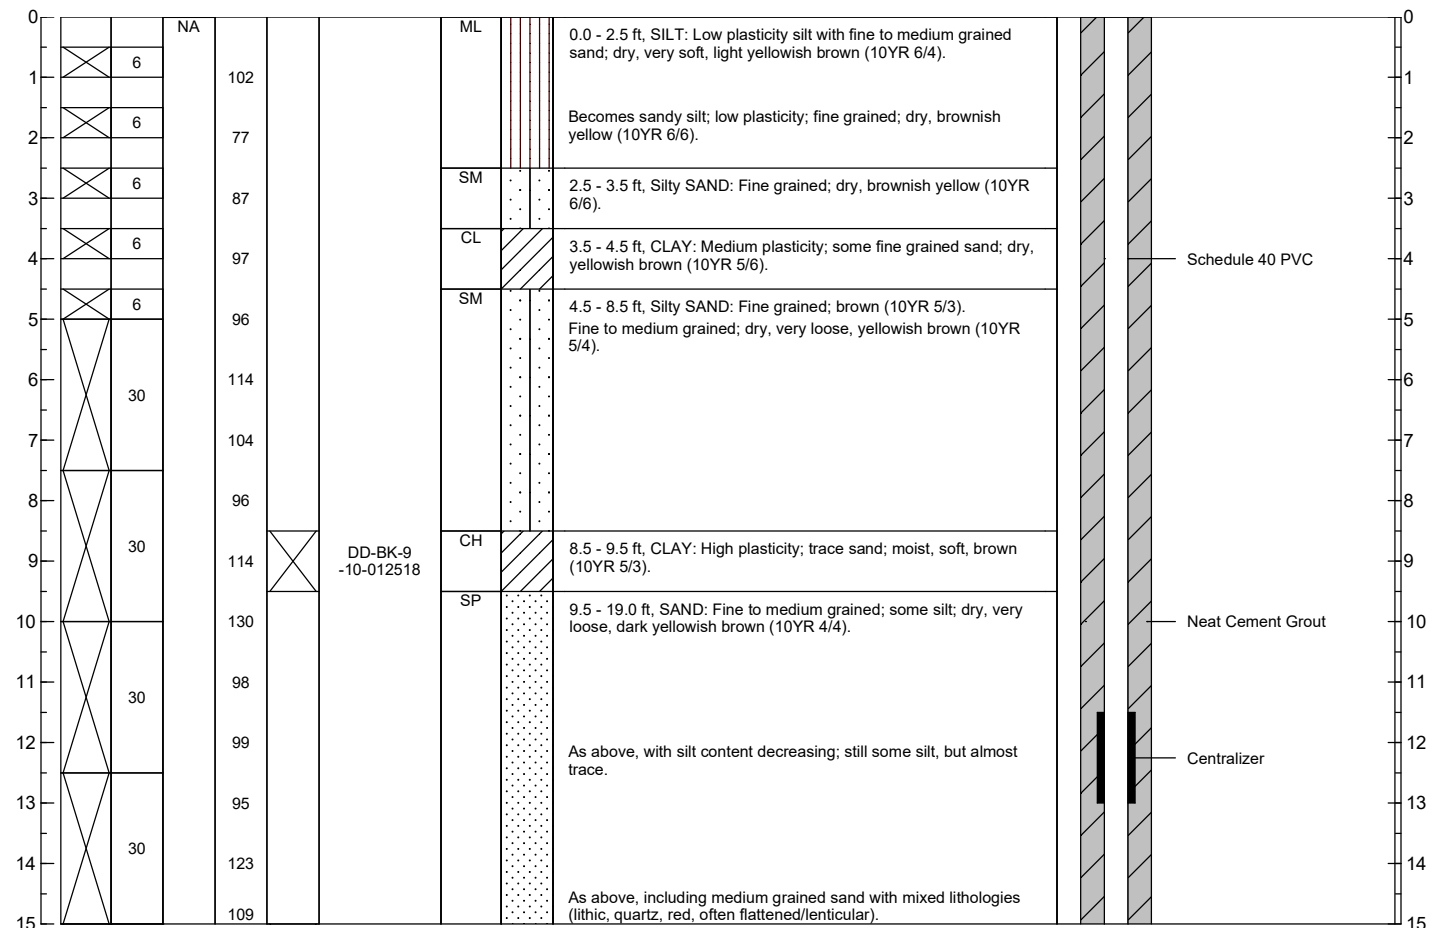 0 NA ML 0
0.0 - 2.5 ft, SILT: Low plasticity silt with fine to medium grained
sand; dry, very soft, light yellowish brown (10YR 6/4).
6
1 102 1
Becomes sandy silt; low plasticity; fine grained; dry, brownish
6
yellow (10YR 6/6).
2 77 2
SM
6
2.5 - 3.5 ft, Silty SAND: Fine grained; dry, brownish yellow (10YR
6/6).
3 87 3
CL
6
3.5 - 4.5 ft, CLAY: Medium plasticity; some fine grained sand; dry,
yellowish brown (10YR 5/6).
4 97 Schedule 40 PVC 4
SM
6
4.5 - 8.5 ft, Silty SAND: Fine grained; brown (10YR 5/3).
5 96 5
Fine to medium grained; dry, very loose, yellowish brown (10YR
5/4).
6 114 6
30
7 104 7
8 96 8
CH
30
8.5 - 9.5 ft, CLAY: High plasticity; trace sand; moist, soft, brown
DD-BK-9
9 114 9
(10YR 5/3).
-10-012518
SP
9.5 - 19.0 ft, SAND: Fine to medium grained; some silt; dry, very
10 130 Neat Cement Grout 10
loose, dark yellowish brown (10YR 4/4).
11 98 11
30
12 99 12
As above, with silt content decreasing; still some silt, but almost
Centralizer
trace.
13 95 13
30
14 123 14
As above, including medium grained sand with mixed lithologies
109
(lithic, quartz, red, often flattened/lenticular).
15 15